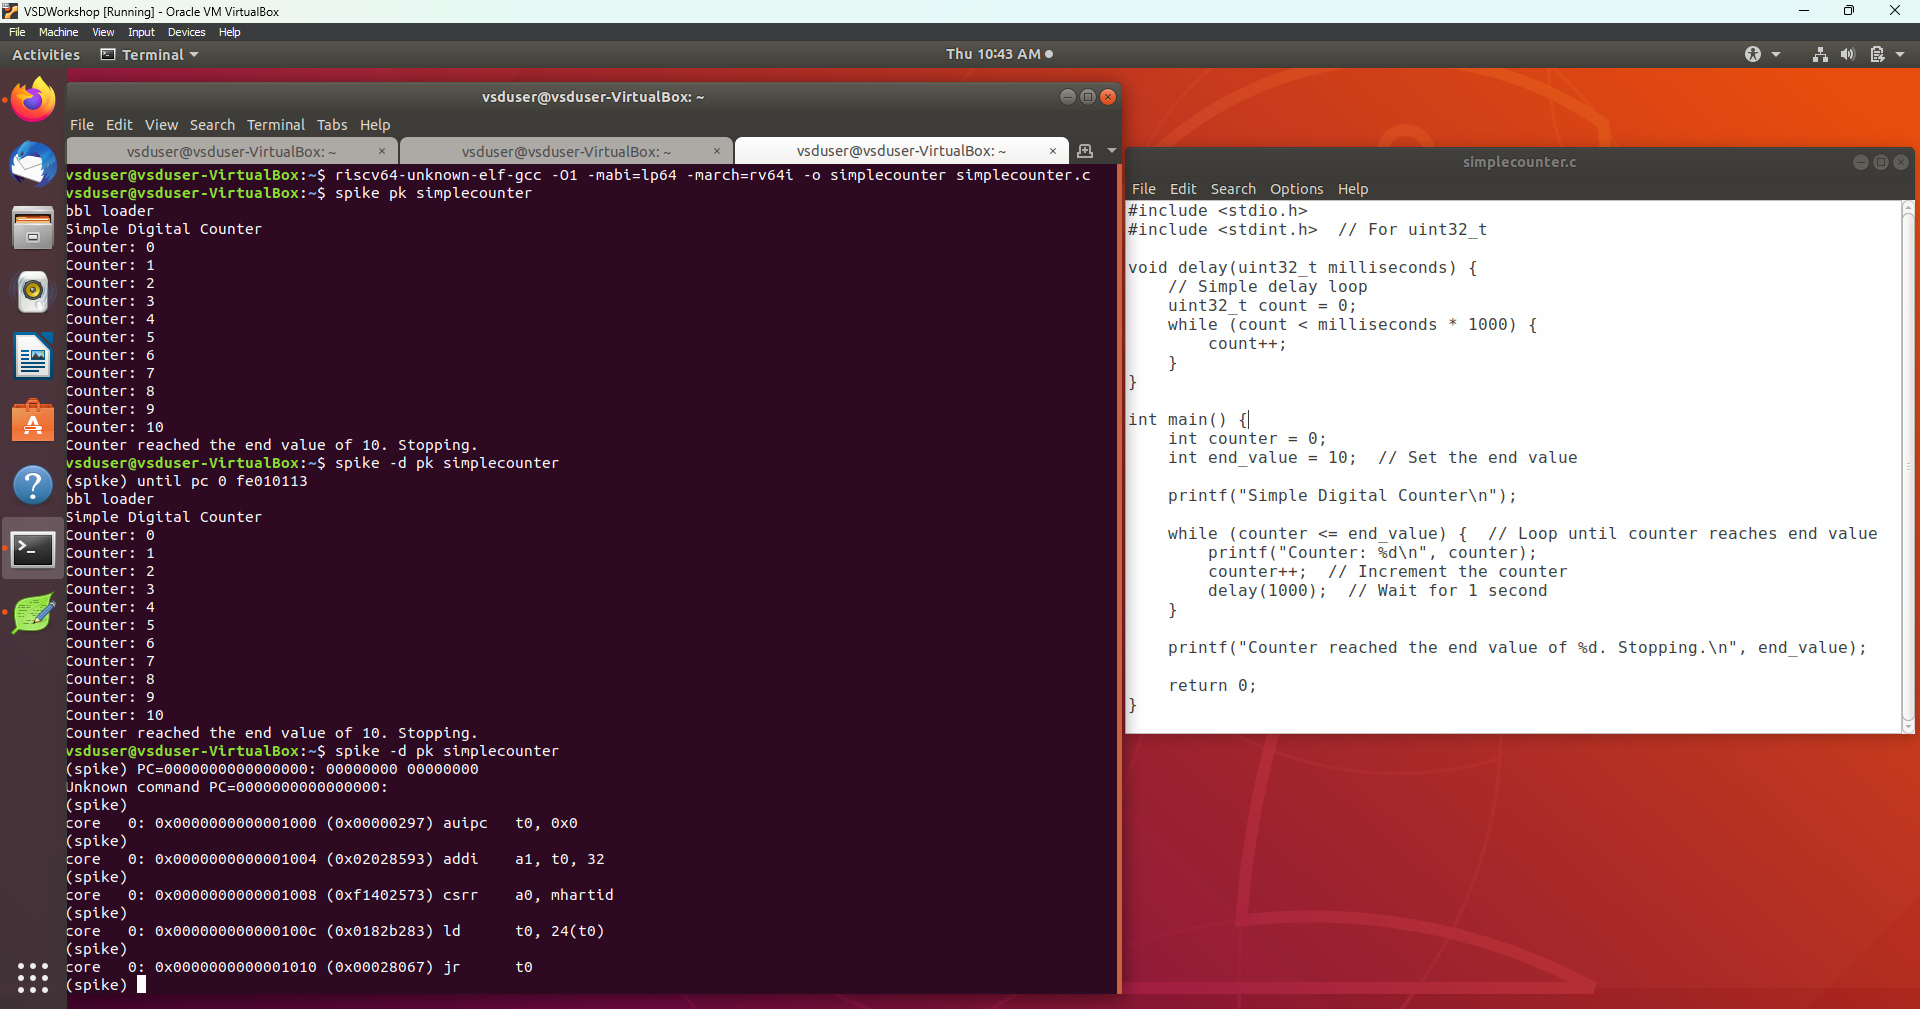 VSDWorkshop [Running] - Oracle VM VirtualBox
File Machine View Input Devices Help
Activities Terminal Thu 10:43 AM
vsduser@vsduser-VirtualBox: ~
File Edit View Search Terminal Tabs Help
vsduser@vsduser-VirtualBox: ~ × vsduser@vsduser-VirtualBox: ~ × vsduser@vsduser-VirtualBox: ~ ×
vsduser@vsduser-VirtualBox:~$ riscv64-unknown-elf-gcc -O1 -mabi=lp64 -march=rv64i -o simplecounter simplecounter.c
vsduser@vsduser-VirtualBox:~$ spike pk simplecounter
bbl loader
Simple Digital Counter
Counter: 0
Counter: 1
Counter: 2
Counter: 3
Counter: 4
Counter: 5
Counter: 6
Counter: 7
Counter: 8
Counter: 9
Counter: 10
Counter reached the end value of 10. Stopping.
vsduser@vsduser-VirtualBox:~$ spike -d pk simplecounter
(spike) until pc 0 fe010113
bbl loader
Simple Digital Counter
Counter: 0
Counter: 1
Counter: 2
Counter: 3
Counter: 4
Counter: 5
Counter: 6
Counter: 7
Counter: 8
Counter: 9
Counter: 10
Counter reached the end value of 10. Stopping.
vsduser@vsduser-VirtualBox:~$ spike -d pk simplecounter
(spike) PC=0000000000000000: 00000000 00000000
Unknown command PC=0000000000000000:
(spike)
core   0: 0x0000000000001000 (0x00000297) auipc   t0, 0x0
(spike)
core   0: 0x0000000000001004 (0x02028593) addi    a1, t0, 32
(spike)
core   0: 0x0000000000001008 (0xf1402573) csrr    a0, mhartid
(spike)
core   0: 0x000000000000100c (0x0182b283) ld      t0, 24(t0)
(spike)
core   0: 0x0000000000001010 (0x00028067) jr      t0
(spike)
simplecounter.c
File Edit Search Options Help
#include <stdio.h>
#include <stdint.h>  // For uint32_t
void delay(uint32_t milliseconds) {
    // Simple delay loop
    uint32_t count = 0;
    while (count < milliseconds * 1000) {
        count++;
    }
}
int main() {
    int counter = 0;
    int end_value = 10;  // Set the end value
    printf("Simple Digital Counter\n");
    while (counter <= end_value) {  // Loop until counter reaches end value
        printf("Counter: %d\n", counter);
        counter++;  // Increment the counter
        delay(1000);  // Wait for 1 second
    }
    printf("Counter reached the end value of %d. Stopping.\n", end_value);
    return 0;
}